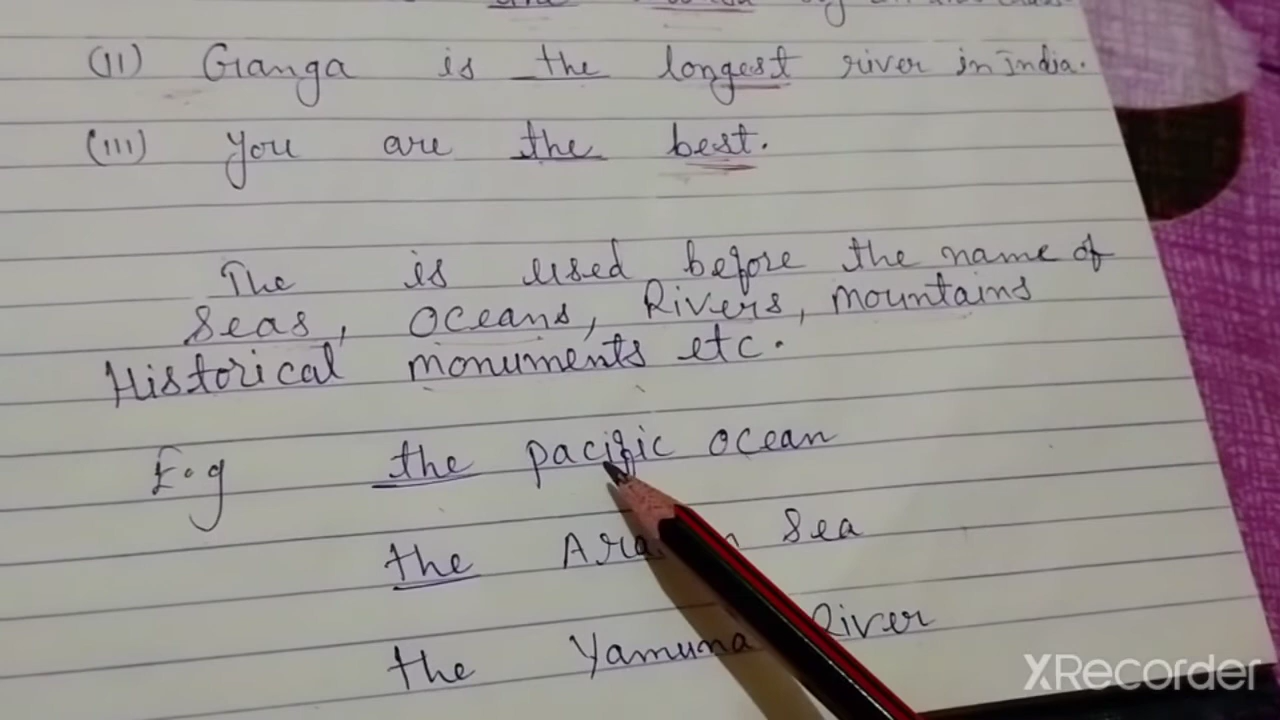 (II) Ganga is the longest river in India.
(III) you are the best.
The is used before the name of
Seas, Oceans, Rivers, Mountains
Historical monuments etc.
E.g the pacific ocean
the Sea
the Yamuna River
XRecorder